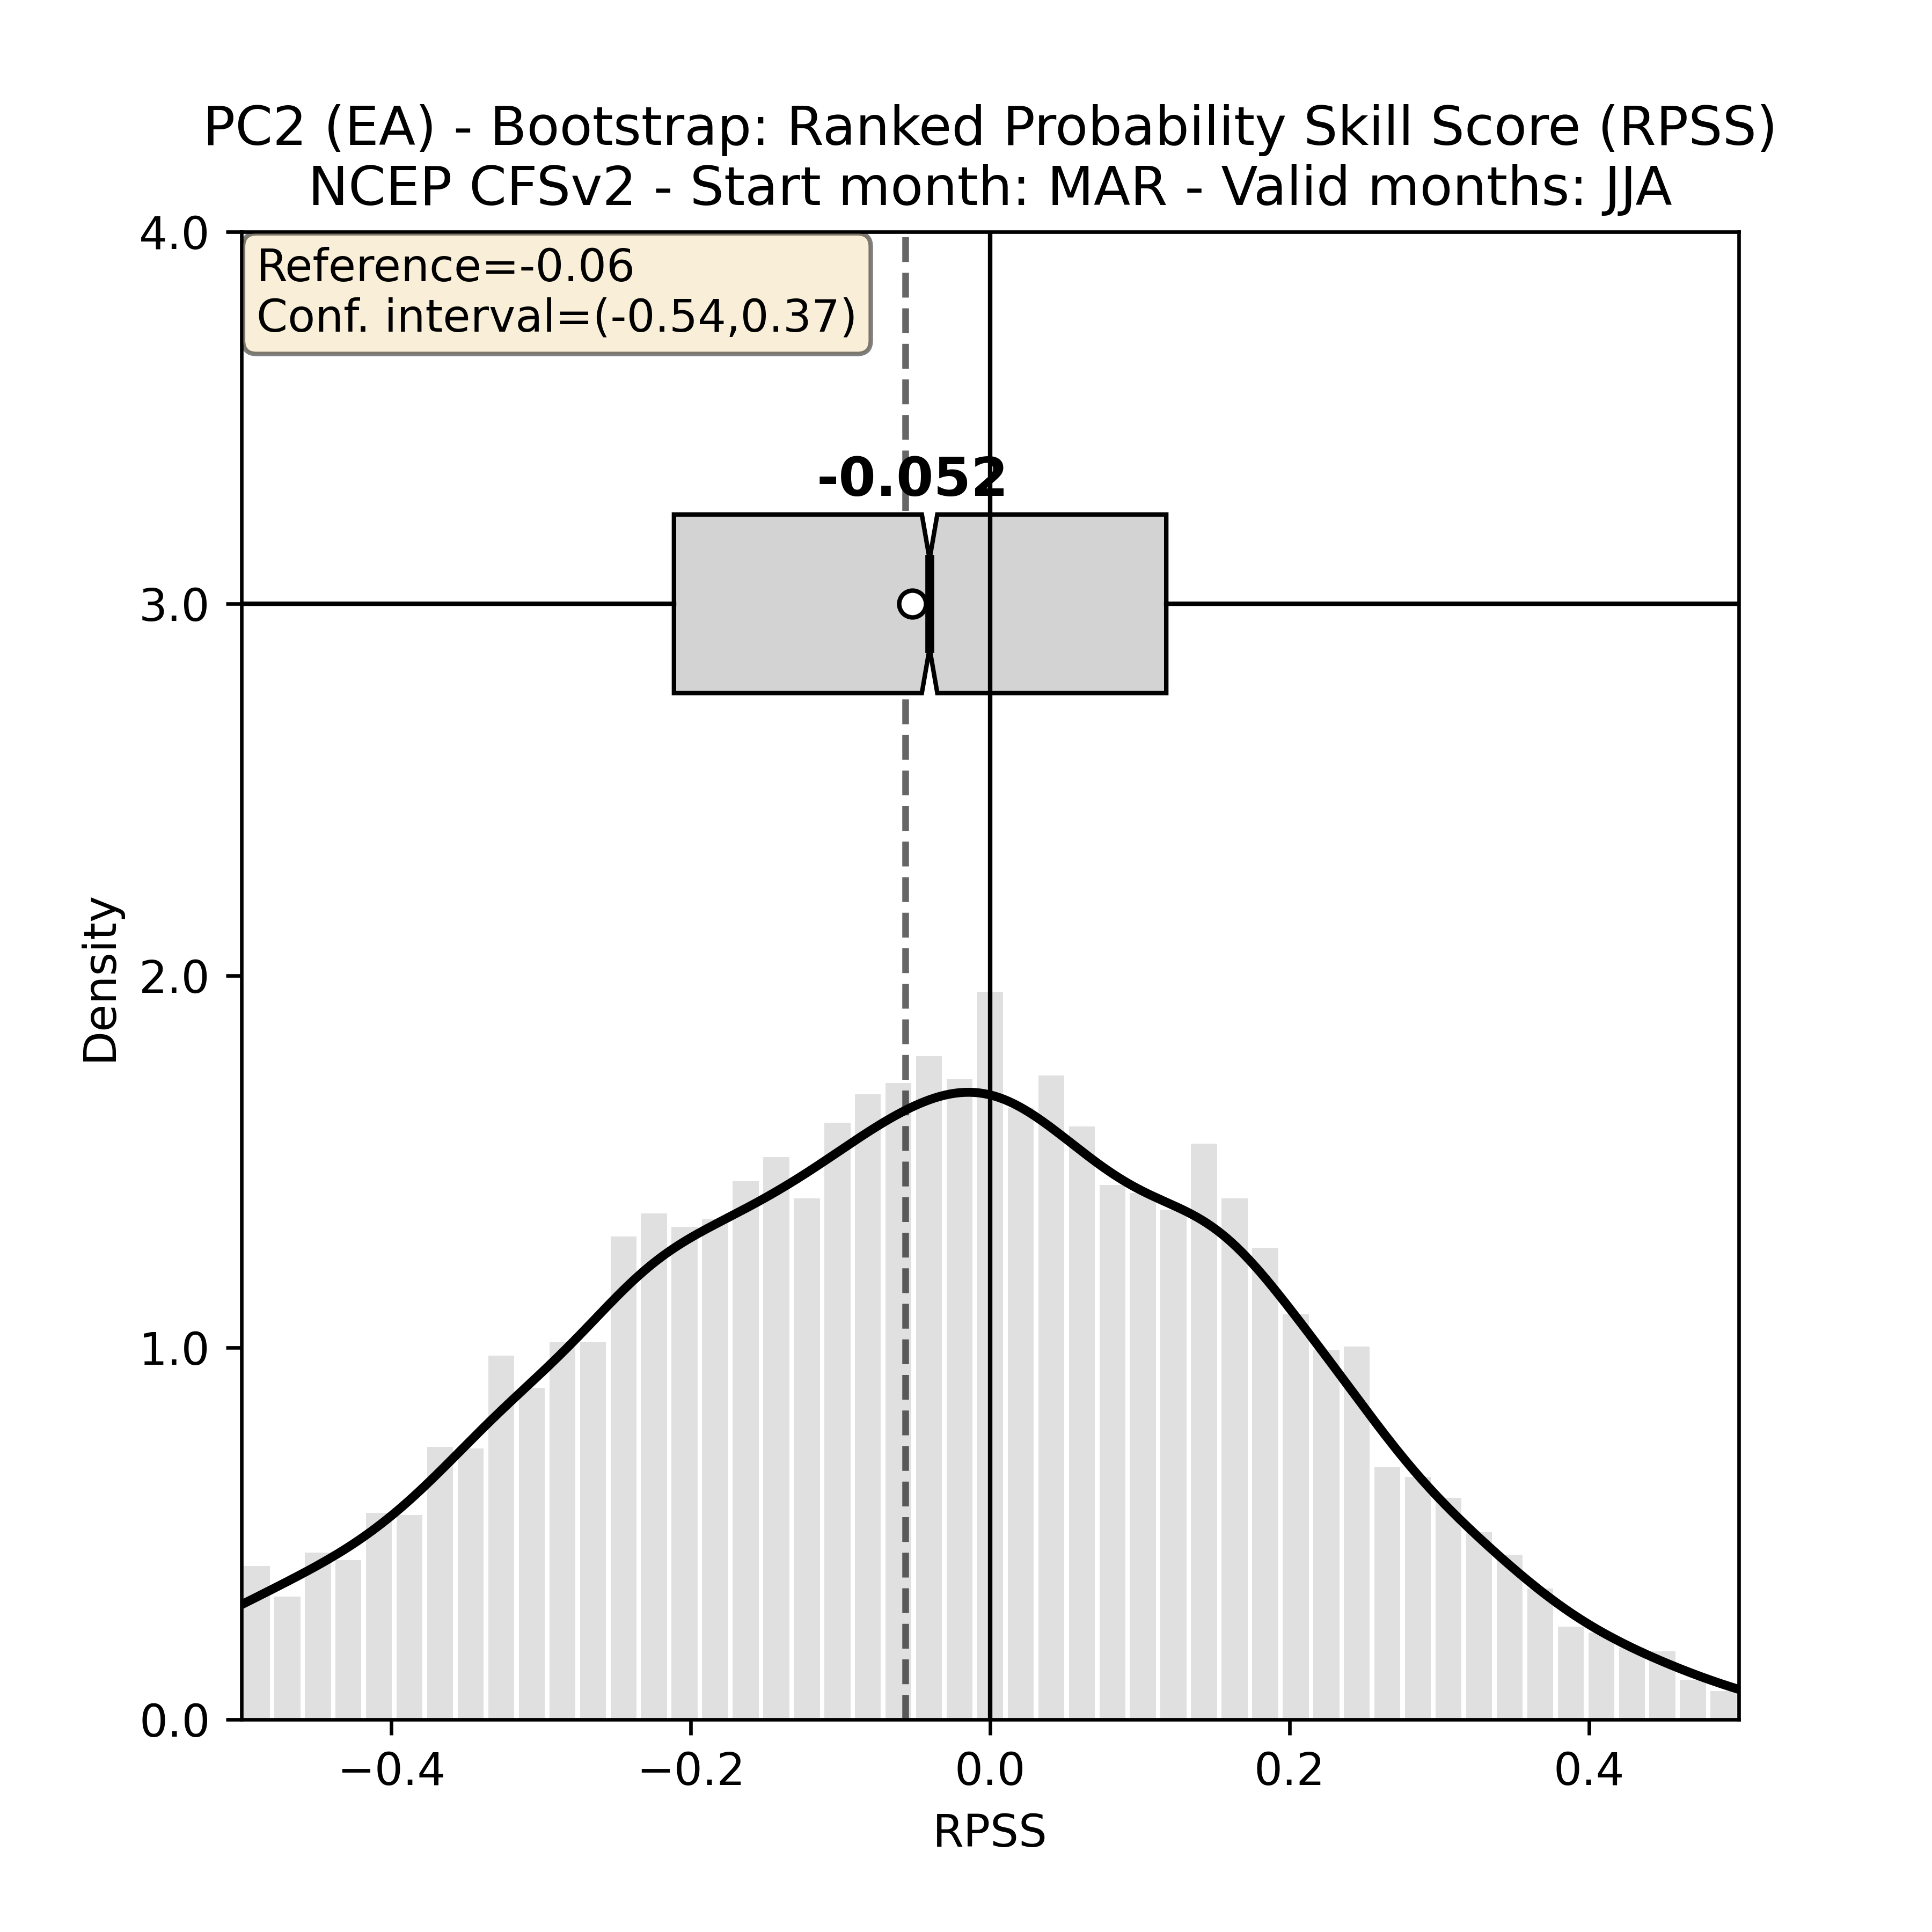 PC2 (EA) - Bootstrap: Ranked Probability Skill Score (RPSS)
NCEP CFSv2 - Start month: MAR - Valid months: JJA
4.0
Reference=-0.06
Conf. interval=(-0.54,0.37)
-0.052
3.0
Density
2.0
1.0
0.0
−0.4 −0.2 0.0 0.2 0.4
RPSS